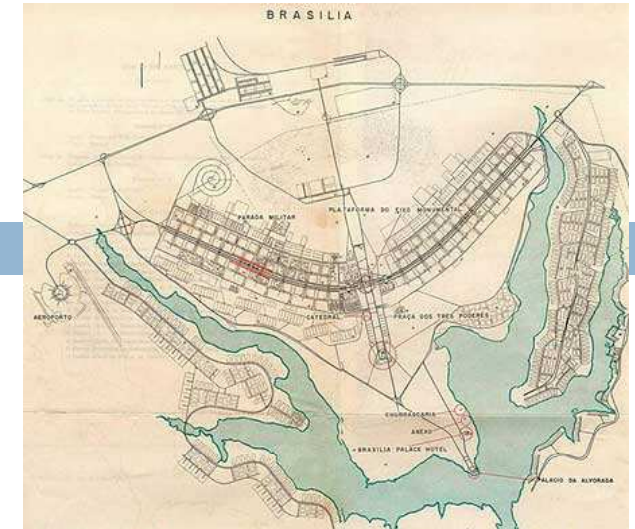 BRASILIA
PLATAFORMA DO EIXO MONUMENTAL
PARADA MILITAR
AEROPORTO
CATEDRAL
PRAÇA DOS TRES PODERES
CHURRASCARIA
ANEXO
BRASILIA PALACE HOTEL
PALACIO DA ALVORADA